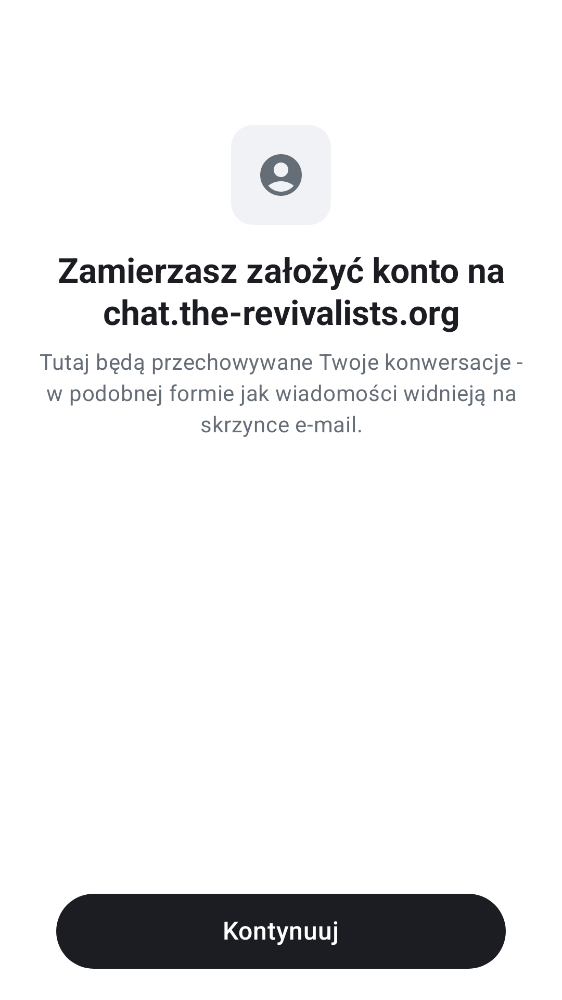 Zamierzasz założyć konto na
chat.the-revivalists.org
Tutaj będą przechowywane Twoje konwersacje -
w podobnej formie jak wiadomości widnieją na
skrzynce e-mail.
Kontynuuj